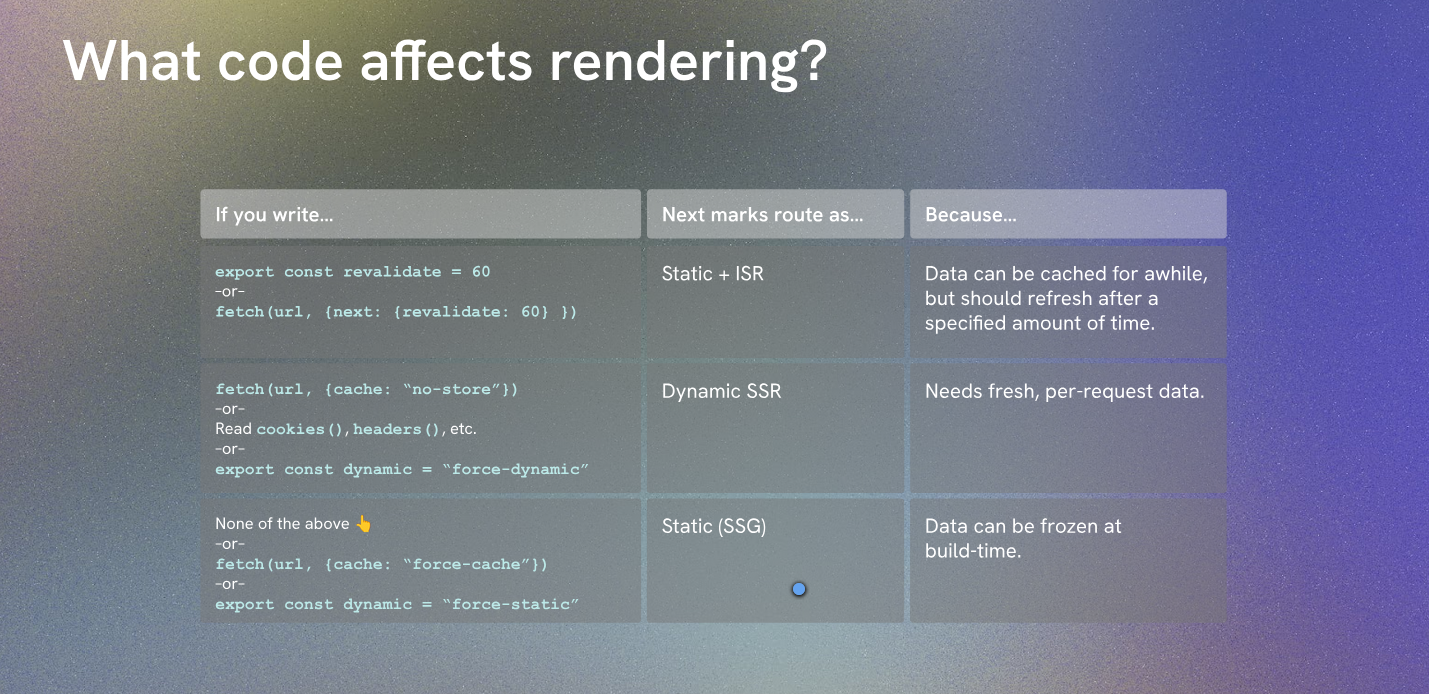 What code affects rendering?
If you write...
Next marks route as...
Because...
export const revalidate = 60
-or-
fetch(url, {next: {revalidate: 60} })
Static + ISR
Data can be cached for awhile,
but should refresh after a
specified amount of time.
fetch(url, {cache: “no-store”})
-or-
Read cookies(), headers(), etc.
-or-
export const dynamic = “force-dynamic”
Dynamic SSR
Needs fresh, per-request data.
None of the above 👆
-or-
fetch(url, {cache: “force-cache”})
-or-
export const dynamic = “force-static”
Static (SSG)
Data can be frozen at
build-time.